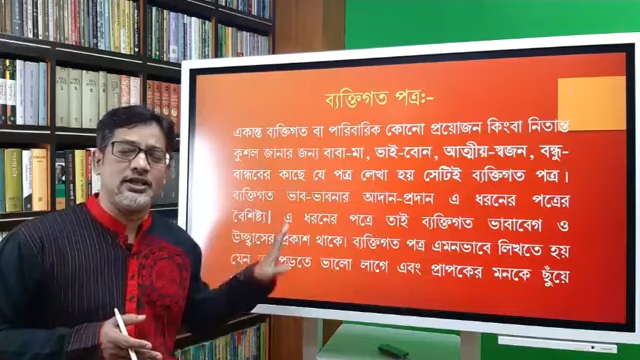 ব্যক্তিগত পত্র:-
একান্ত ব্যক্তিগত বা পারিবারিক কোনো প্রয়োজন কিংবা নিতান্ত
কুশল জানার জন্য বাবা-মা, ভাই-বোন, আত্মীয়-স্বজন, বন্ধু-
বান্ধবের কাছে যে পত্র লেখা হয় সেটিই ব্যক্তিগত পত্র।
ব্যক্তিগত ভাব-ভাবনার আদান-প্রদান এ ধরনের পত্রের
বৈশিষ্ট্য। এ ধরনের পত্রে তাই ব্যক্তিগত ভাবাবেগ ও
উচ্ছ্বাসের প্রকাশ থাকে। ব্যক্তিগত পত্র এমনভাবে লিখতে হয়
যেন পড়তে ভালো লাগে এবং প্রাপকের মনকে ছুঁয়ে